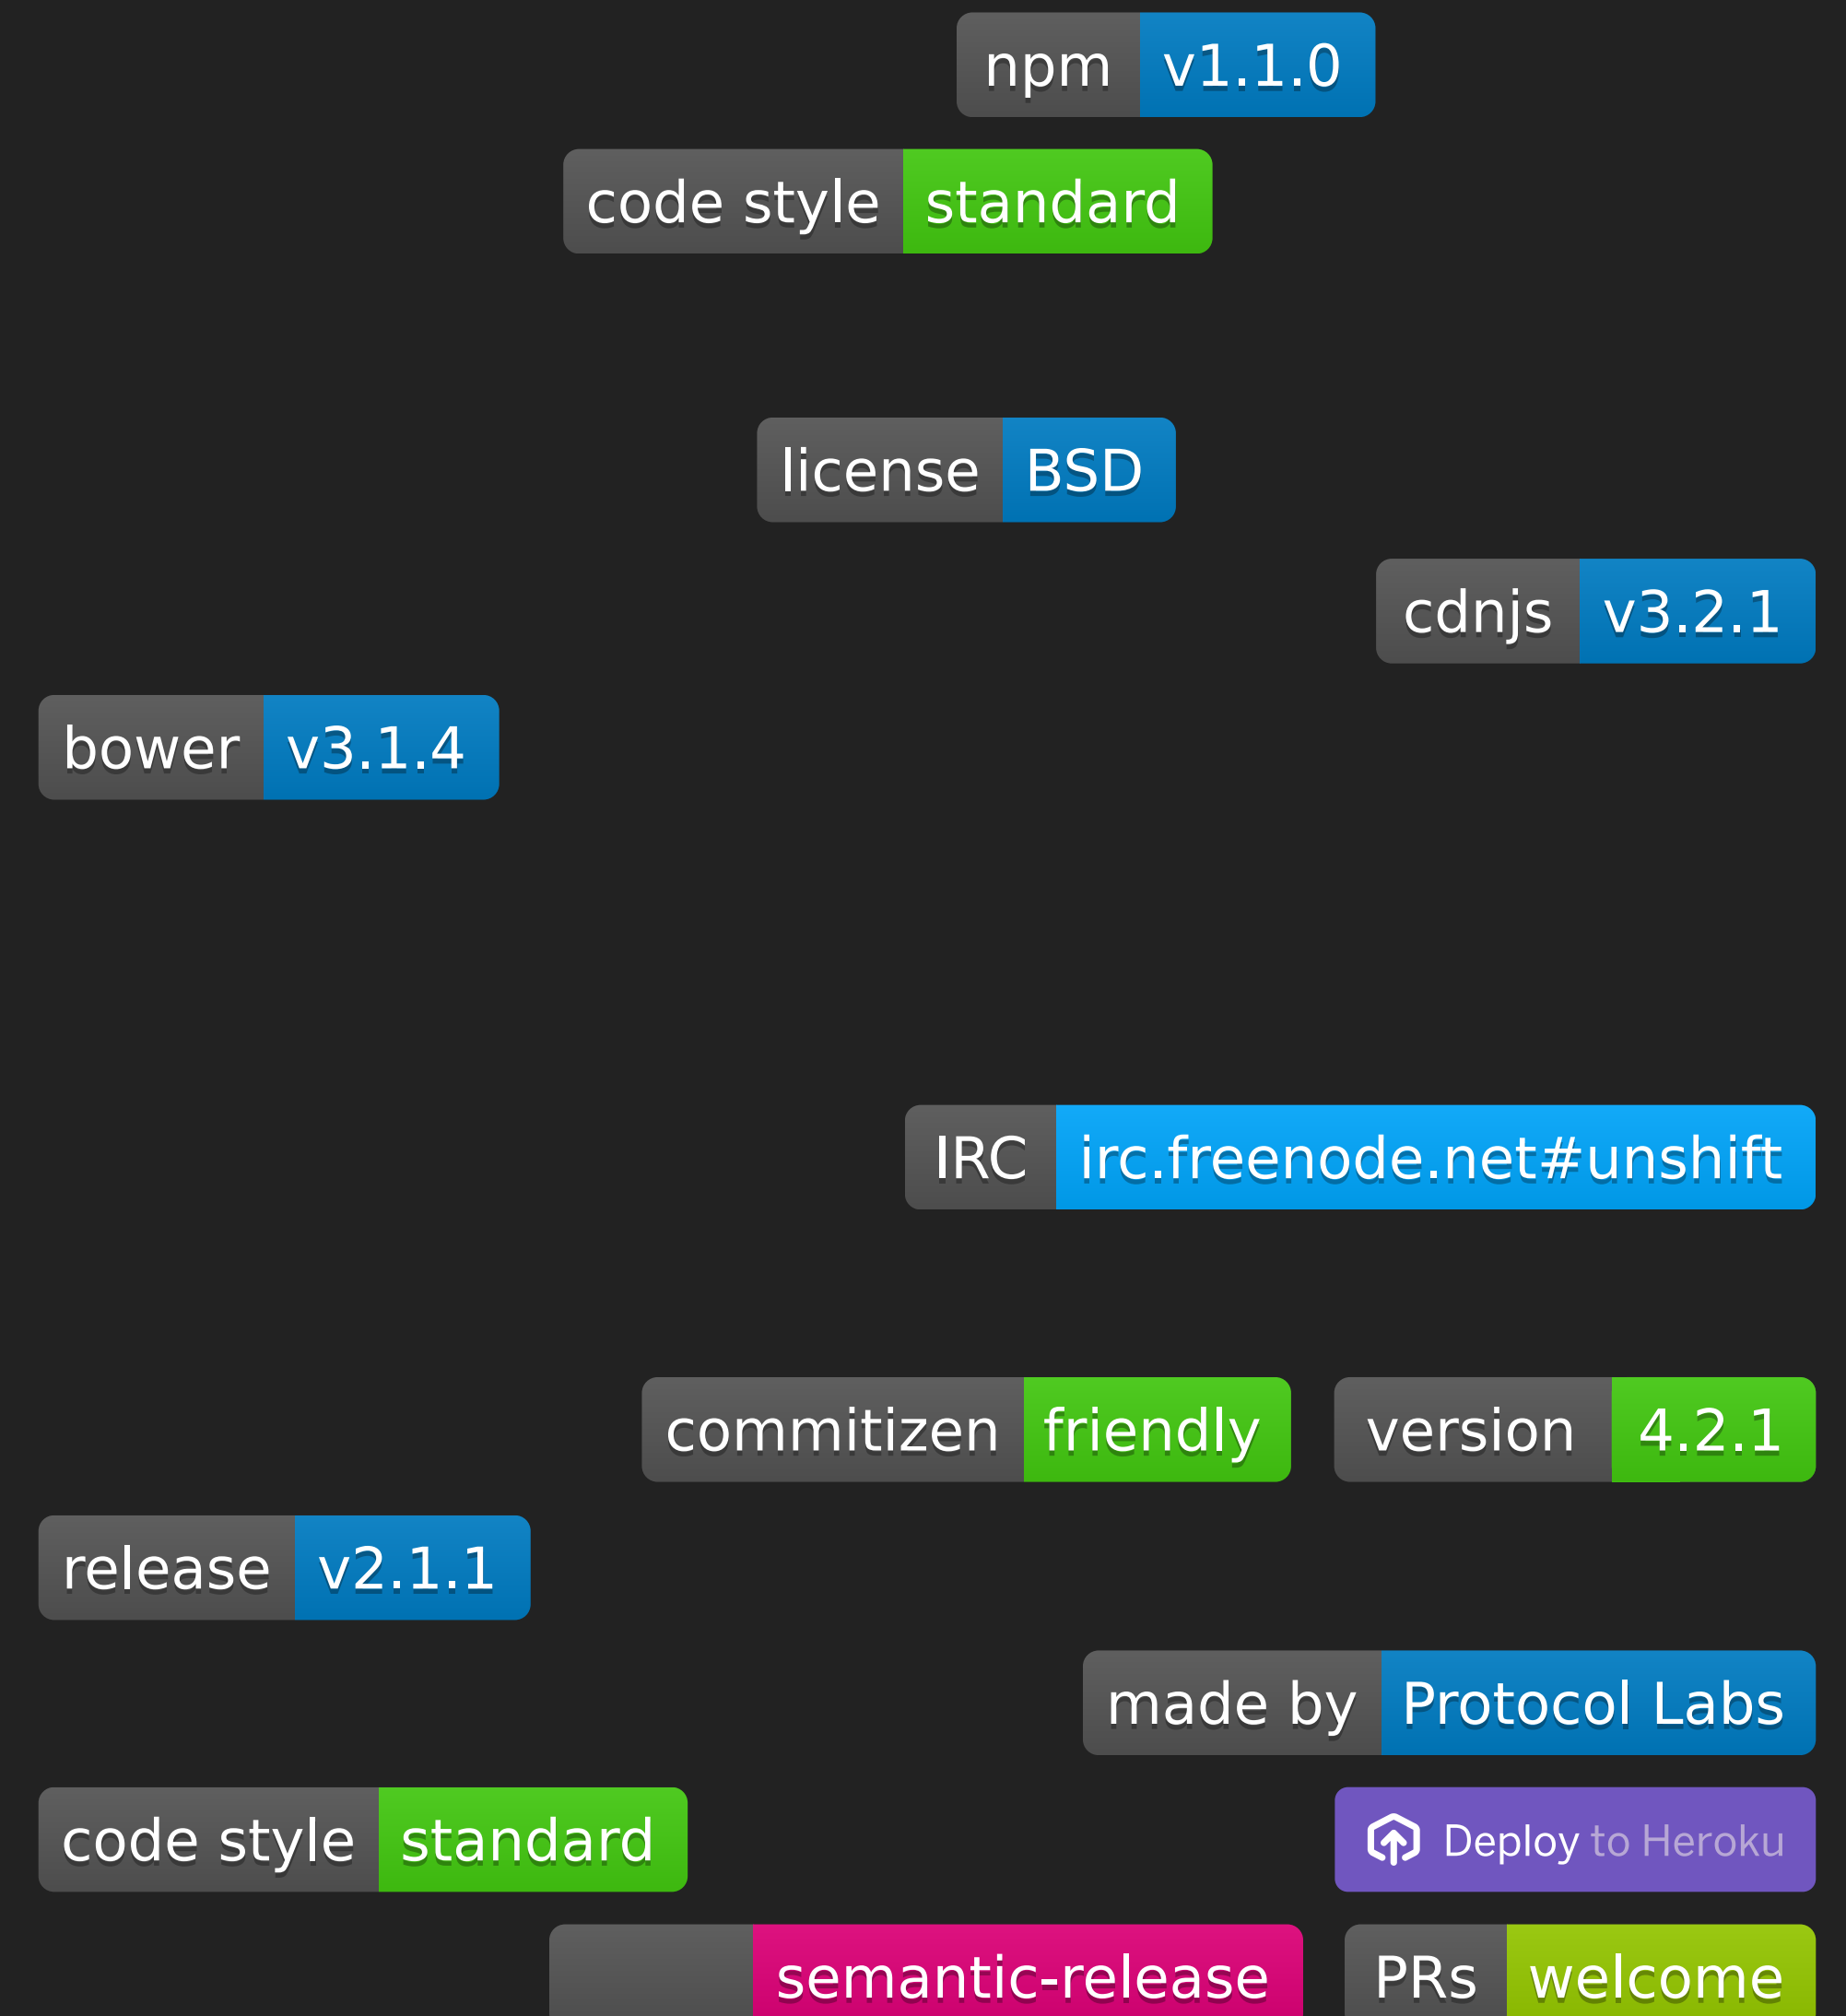 npm v1.1.0
code style standard
license BSD
cdnjs v3.2.1
bower v3.1.4
IRC irc.freenode.net#unshift
commitizen friendly version 4.2.1
release v2.1.1
made by Protocol Labs
code style standard Deploy to Heroku
semantic-release PRs welcome